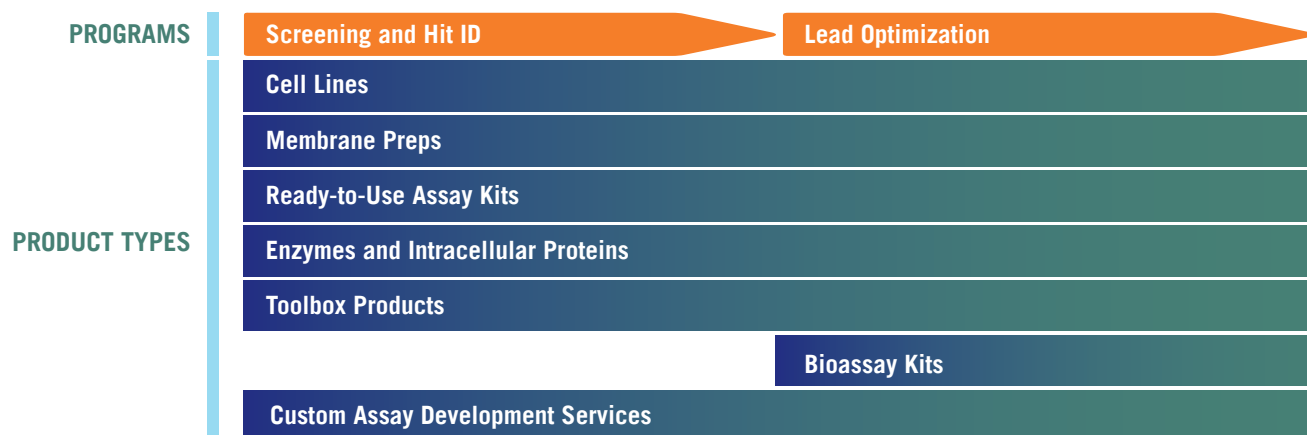 PROGRAMS
Screening and Hit ID
Lead Optimization
Cell Lines
Membrane Preps
Ready-to-Use Assay Kits
PRODUCT TYPES
Enzymes and Intracellular Proteins
Toolbox Products
Bioassay Kits
Custom Assay Development Services